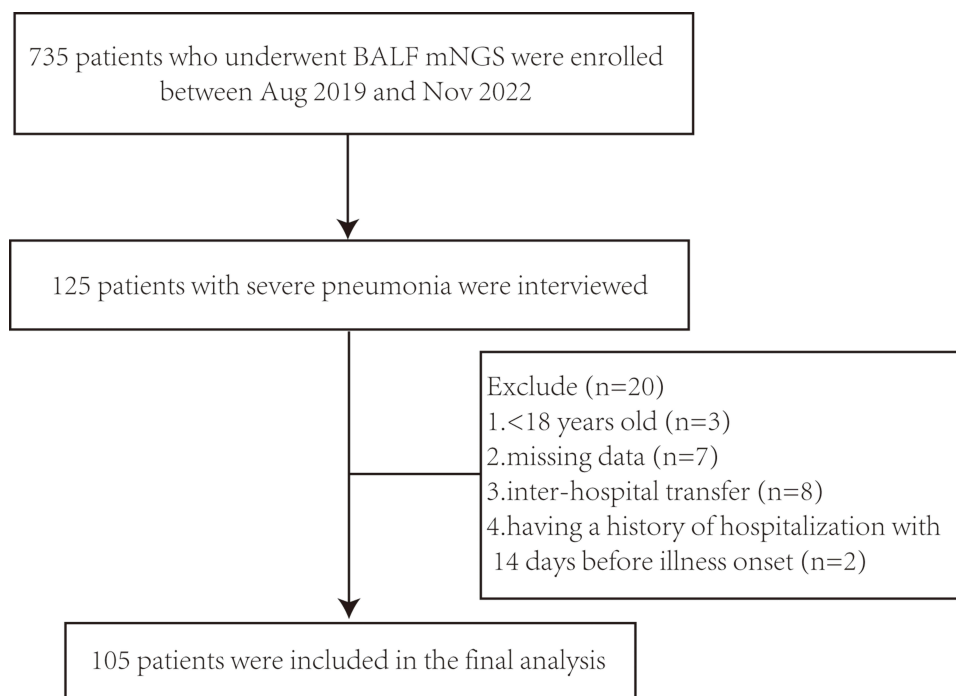 735 patients who underwent BALF mNGS were enrolled
between Aug 2019 and Nov 2022
125 patients with severe pneumonia were interviewed
Exclude (n=20)
1.<18 years old (n=3)
2.missing data (n=7)
3.inter-hospital transfer (n=8)
4.having a history of hospitalization with
14 days before illness onset (n=2)
105 patients were included in the final analysis